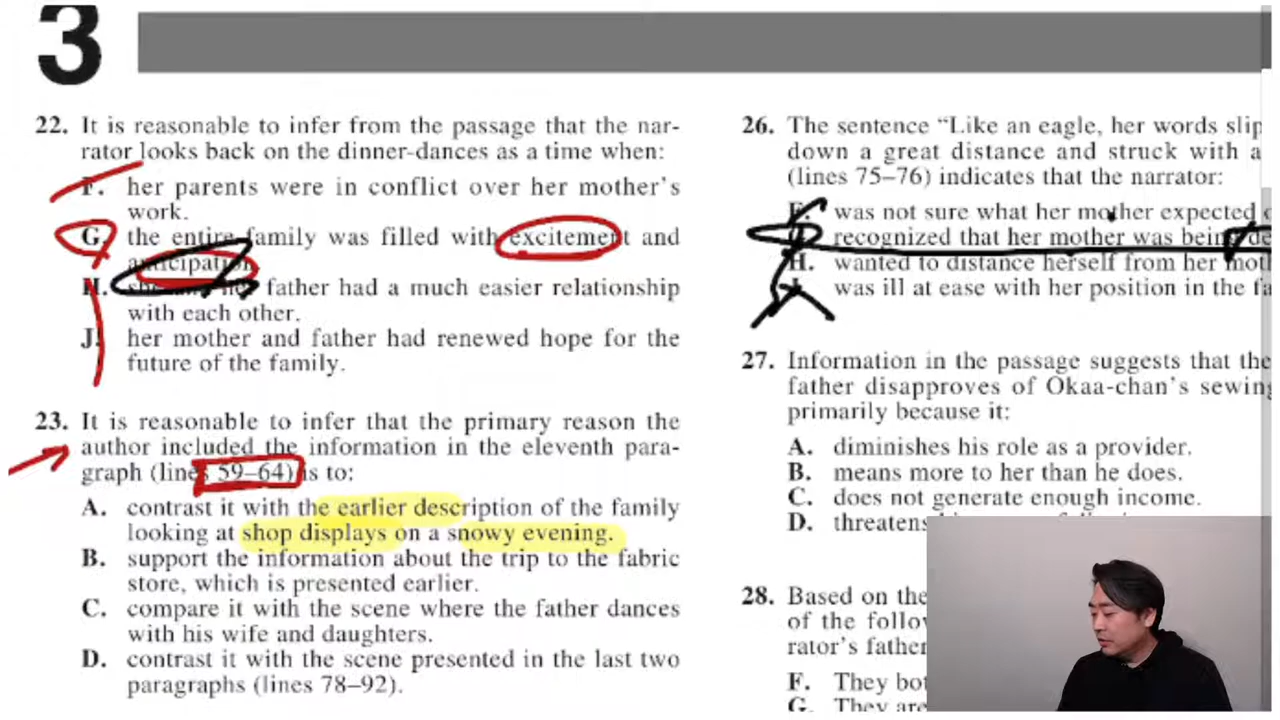 3
22. It is reasonable to infer from the passage that the nar-
rator looks back on the dinner-dances as a time when:
F. her parents were in conflict over her mother's
work.
G. the entire family was filled with excitement and
anticipation
H. father had a much easier relationship
with each other.
J. her mother and father had renewed hope for the
future of the family.
23. It is reasonable to infer that the primary reason the
author included the information in the eleventh para-
graph (lines 59–64) is to:
A. contrast it with the earlier description of the family
looking at shop displays on a snowy evening.
B. support the information about the trip to the fabric
store, which is presented earlier.
C. compare it with the scene where the father dances
with his wife and daughters.
D. contrast it with the scene presented in the last two
paragraphs (lines 78–92).
26. The sentence "Like an eagle, her words slip
down a great distance and struck with a
(lines 75–76) indicates that the narrator:
F. was not sure what her mother expected
recognized that her mother was being de
H. wanted to distance herself from her mot
was ill at ease with her position in the fa
27. Information in the passage suggests that the
father disapproves of Okaa-chan's sewing
primarily because it:
A. diminishes his role as a provider.
B. means more to her than he does.
C. does not generate enough income.
D. threatens
28. Based on the
of the follow
rator's father
F. They bot
G. They are